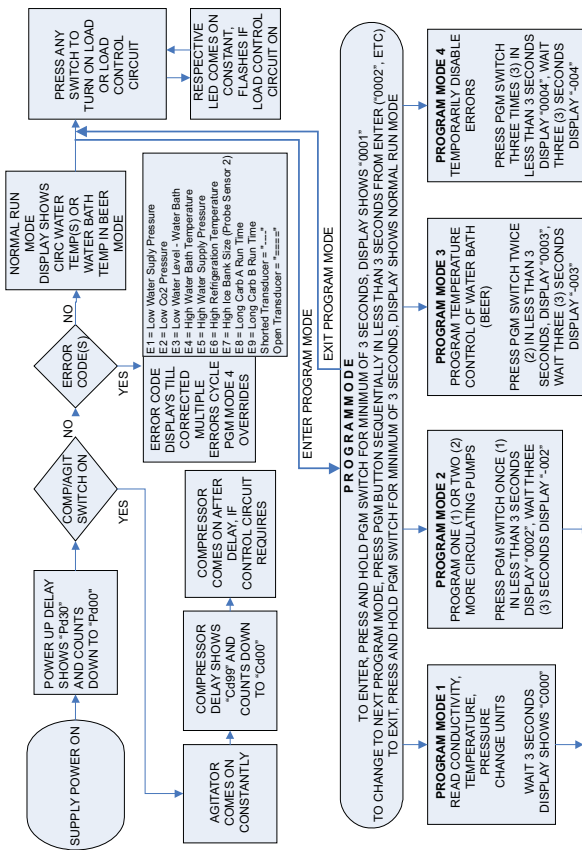 SUPPLY POWER ON
POWER UP DELAY
SHOWS “Pd30”
AND COUNTS
DOWN TO “Pd00”
COMP/AGIT
SWITCH ON
NO
YES
ERROR
CODE(S)
NO
YES
NORMAL RUN
MODE
DISPLAY SHOWS
CIRC WATER
TEMP(S) OR
WATER BATH
TEMP IN BEER
MODE
PRESS ANY
SWITCH TO
TURN ON LOAD
OR LOAD
CONTROL
CIRCUIT
RESPECTIVE
LED COMES ON
CONSTANT,
FLASHES IF
LOAD CONTROL
CIRCUIT ON
AGITATOR
COMES ON
CONSTANTLY
COMPRESSOR
DELAY SHOWS
“Cd99” AND
COUNTS DOWN
TO “Cd00”
COMPRESSOR
COMES ON AFTER
DELAY, IF
CONTROL CIRCUIT
REQUIRES
ERROR CODE
DISPLAYS TILL
CORRECTED
MULTIPLE
ERRORS CYCLE
PGM MODE 4
OVERRIDES
E1 = Low Water Suply Pressure
E2 = Low Co2 Pressure
E3 = Low Water Level - Water Bath
E4 = High Water Bath Temperature
E5 = High Water Supply Pressure
E6 = High Refrigeration Temperature
E7 = High Ice Bank Size (Probe Sensor 2)
E8 = Long Carb A Run Time
E9 = Long Carb B Run Time
Shorted Transducer = "----"
Open Transducer = "===="
ENTER PROGRAM MODE
EXIT PROGRAM MODE
PROGRAM MODE
TO ENTER, PRESS AND HOLD PGM SWITCH FOR MINIMUM OF 3 SECONDS, DISPLAY SHOWS “0001”
TO CHANGE TO NEXT PROGRAM MODE, PRESS PGM BUTTON SEQUENTIALLY IN LESS THAN 3 SECONDS FROM ENTER (“0002”, ETC)
TO EXIT, PRESS AND HOLD PGM SWITCH FOR MINIMUM OF 3 SECONDS, DISPLAY SHOWS NORMAL RUN MODE
PROGRAM MODE 1
READ CONDUCTIVITY,
TEMPERATURE,
PRESSURE
CHANGE UNITS
WAIT 3 SECONDS
DISPLAY SHOWS “C000”
PROGRAM MODE 2
PROGRAM ONE (1) OR TWO (2)
MORE CIRCULATING PUMPS
PRESS PGM SWITCH ONCE (1)
IN LESS THAN 3 SECONDS
DISPLAY “0002”, WAIT THREE
(3) SECONDS DISPLAY “-002”
PROGRAM MODE 3
PROGRAM TEMPERATURE
CONTROL OF WATER BATH
(BEER)
PRESS PGM SWITCH TWICE
(2) IN LESS THAN 3
SECONDS, DISPLAY “0003”,
WAIT THREE (3) SECONDS
DISPLAY “-003”
PROGRAM MODE 4
TEMPORARILY DISABLE
ERRORS
PRESS PGM SWITCH
THREE TIMES (3) IN
LESS THAN 3 SECONDS
DISPLAY “0004”, WAIT
THREE (3) SECONDS
DISPLAY “-004”